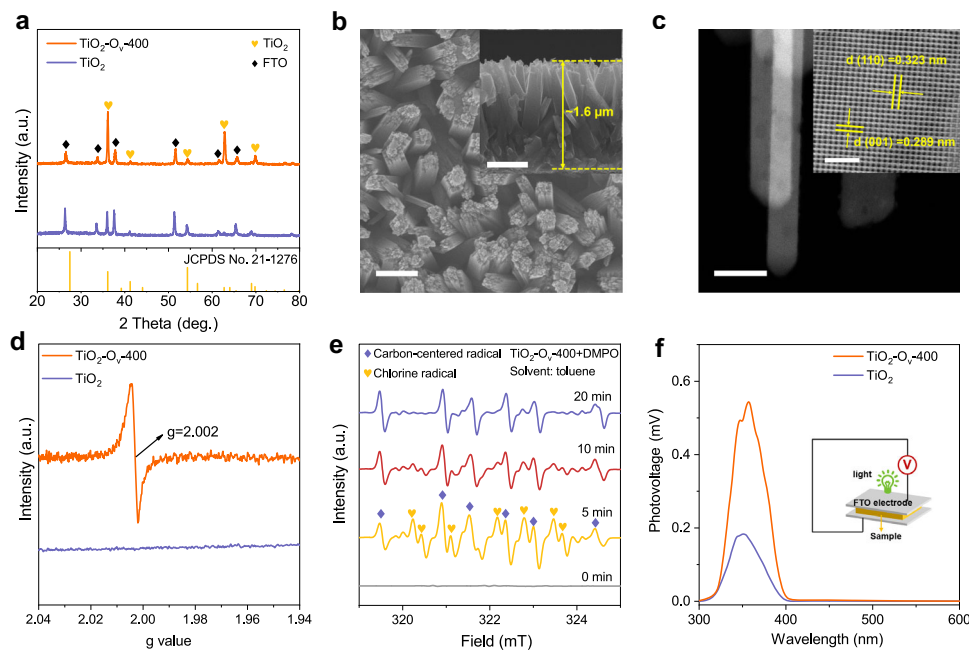 a
TiO₂-Oᵥ-400
TiO₂
TiO₂
FTO
Intensity (a.u.)
JCPDS No. 21-1276
20 30 40 50 60 70 80
2 Theta (deg.)
b
~1.6 μm
c
d (110) =0.323 nm
d (001) =0.289 nm
d
TiO₂-Oᵥ-400
TiO₂
g=2.002
Intensity (a.u.)
2.04 2.02 2.00 1.98 1.96 1.94
g value
e
Carbon-centered radical
Chlorine radical
TiO₂-Oᵥ-400+DMPO
Solvent: toluene
20 min
10 min
5 min
0 min
Intensity (a.u.)
320 322 324
Field (mT)
f
TiO₂-Oᵥ-400
TiO₂
Photovoltage (mV)
0.6
0.4
0.2
0.0
light
V
FTO electrode
Sample
300 350 400 450 500 550 600
Wavelength (nm)